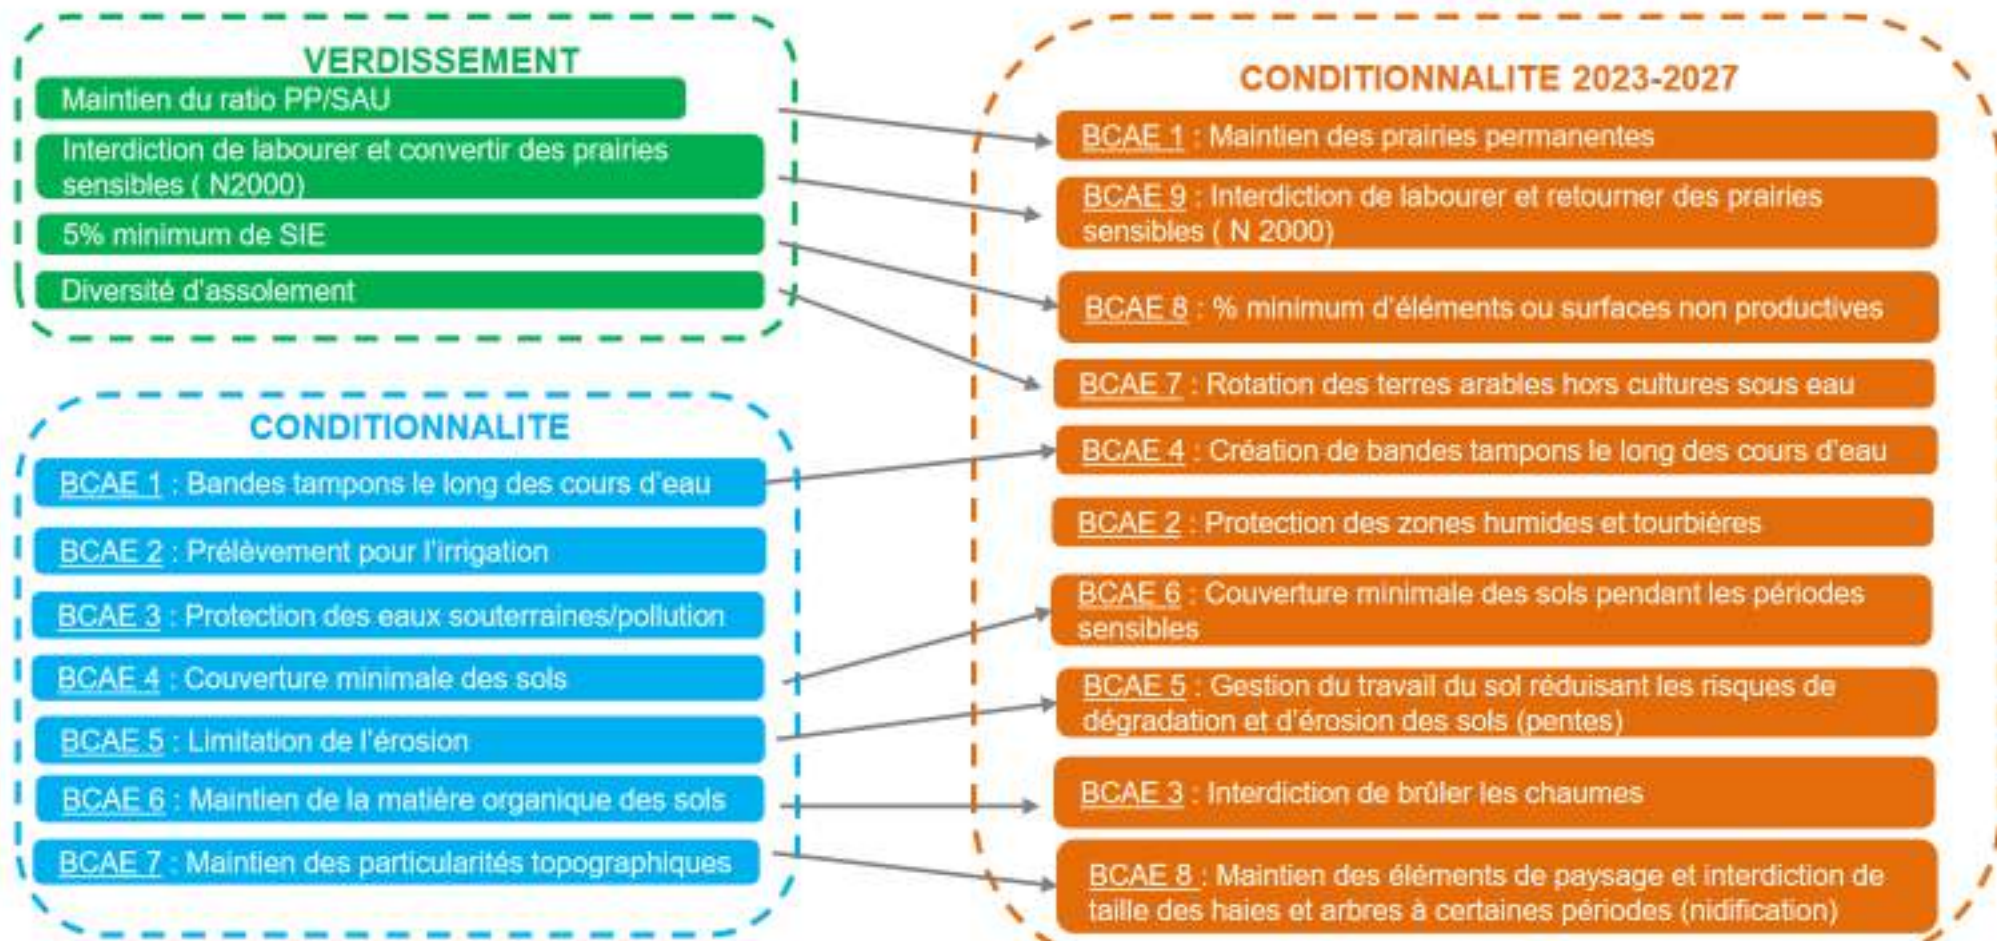 VERDISSEMENT
Maintien du ratio PP/SAU
Interdiction de labourer et convertir des prairies
sensibles ( N2000)
5% minimum de SIE
Diversité d'assolement
CONDITIONNALITE
BCAE 1 : Bandes tampons le long des cours d'eau
BCAE 2 : Prélèvement pour l'irrigation
BCAE 3 : Protection des eaux souterraines/pollution
BCAE 4 : Couverture minimale des sols
BCAE 5 : Limitation de l'érosion
BCAE 6 : Maintien de la matière organique des sols
BCAE 7 : Maintien des particularités topographiques
CONDITIONNALITE 2023-2027
BCAE 1 : Maintien des prairies permanentes
BCAE 9 : Interdiction de labourer et retourner des prairies
sensibles ( N 2000)
BCAE 8 : % minimum d'éléments ou surfaces non productives
BCAE 7 : Rotation des terres arables hors cultures sous eau
BCAE 4 : Création de bandes tampons le long des cours d'eau
BCAE 2 : Protection des zones humides et tourbières
BCAE 6 : Couverture minimale des sols pendant les périodes
sensibles
BCAE 5 : Gestion du travail du sol réduisant les risques de
dégradation et d'érosion des sols (pentes)
BCAE 3 : Interdiction de brûler les chaumes
BCAE 8 : Maintien des éléments de paysage et interdiction de
taille des haies et arbres à certaines périodes (nidification)